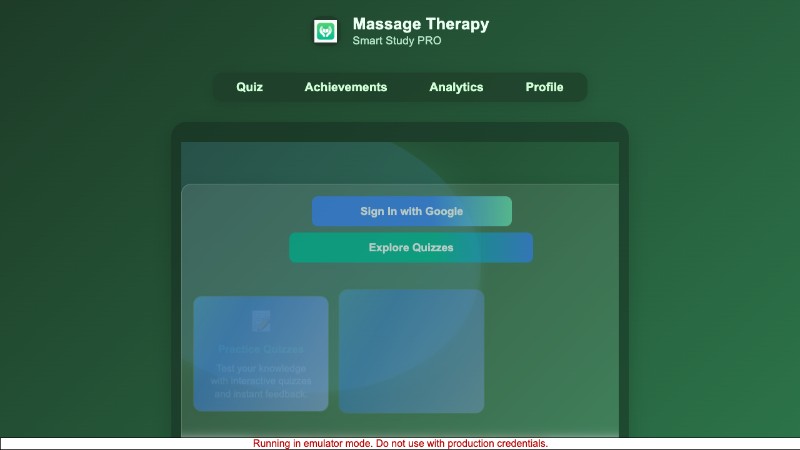 Massage Therapy
Smart Study PRO
Quiz
Achievements
Analytics
Profile
Sign In with Google
Explore Quizzes
Practice Quizzes
Test your knowledge
with interactive quizzes
and instant feedback.
Running in emulator mode. Do not use with production credentials.